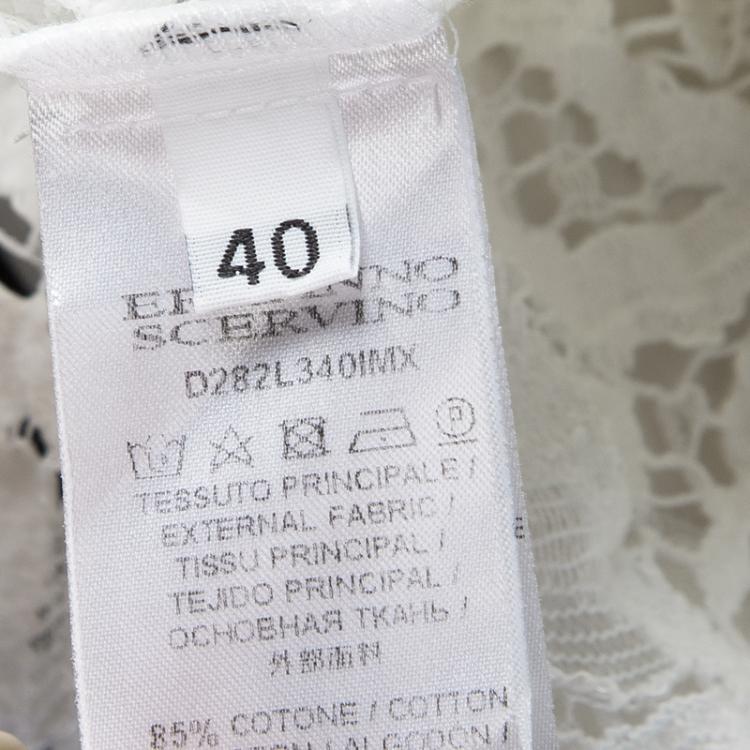 40
SCERVINO
D282L340IMX
TESSUTO PRINCIPALE /
EXTERNAL FABRIC /
TISSU PRINCIPAL /
TEJIDO PRINCIPAL /
ОСНОВНАЯ ТКАНЬ /
外部面料
85% COTONE / COTTON
/ ALGODÓN /